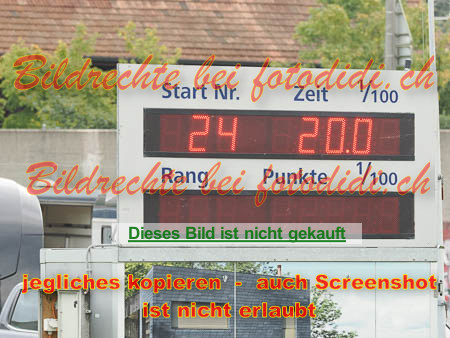 Bildrechte bei fotodidi.ch
Start Nr. Zeit 1/100
24 20.0
Bildrechte bei fotodidi.ch
Rang Punkte 1/100
Dieses Bild ist nicht gekauft
jegliches kopieren - auch Screenshot
ist nicht erlaubt